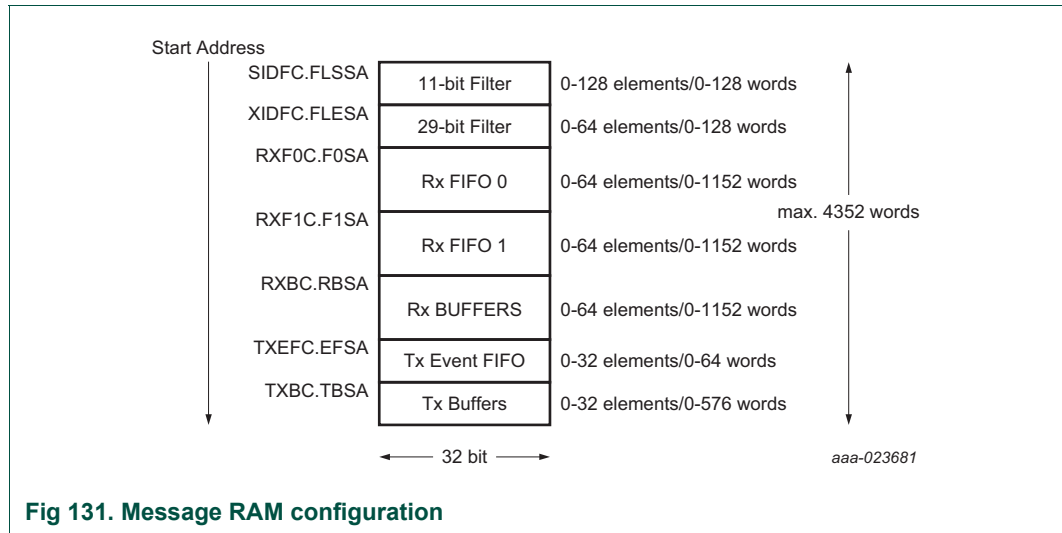 Start Address
SIDFC.FLSSA
11-bit Filter
0-128 elements/0-128 words
XIDFC.FLESA
29-bit Filter
0-64 elements/0-128 words
RXF0C.F0SA
Rx FIFO 0
0-64 elements/0-1152 words
max. 4352 words
RXF1C.F1SA
Rx FIFO 1
0-64 elements/0-1152 words
RXBC.RBSA
Rx BUFFERS
0-64 elements/0-1152 words
TXEFC.EFSA
Tx Event FIFO
0-32 elements/0-64 words
TXBC.TBSA
Tx Buffers
0-32 elements/0-576 words
32 bit
aaa-023681
Fig 131. Message RAM configuration